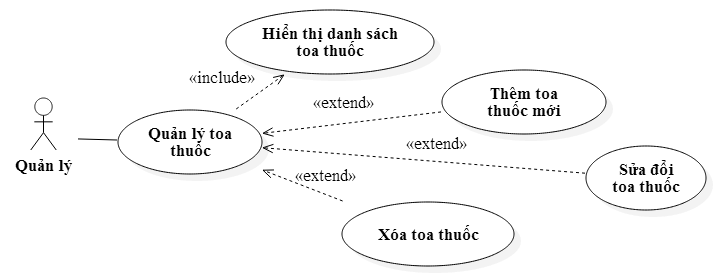 Hiển thị danh sách
toa thuốc
«include»
Thêm toa
thuốc mới
«extend»
Quản lý toa
thuốc
«extend»
Quản lý
Sửa đổi
toa thuốc
«extend»
Xóa toa thuốc